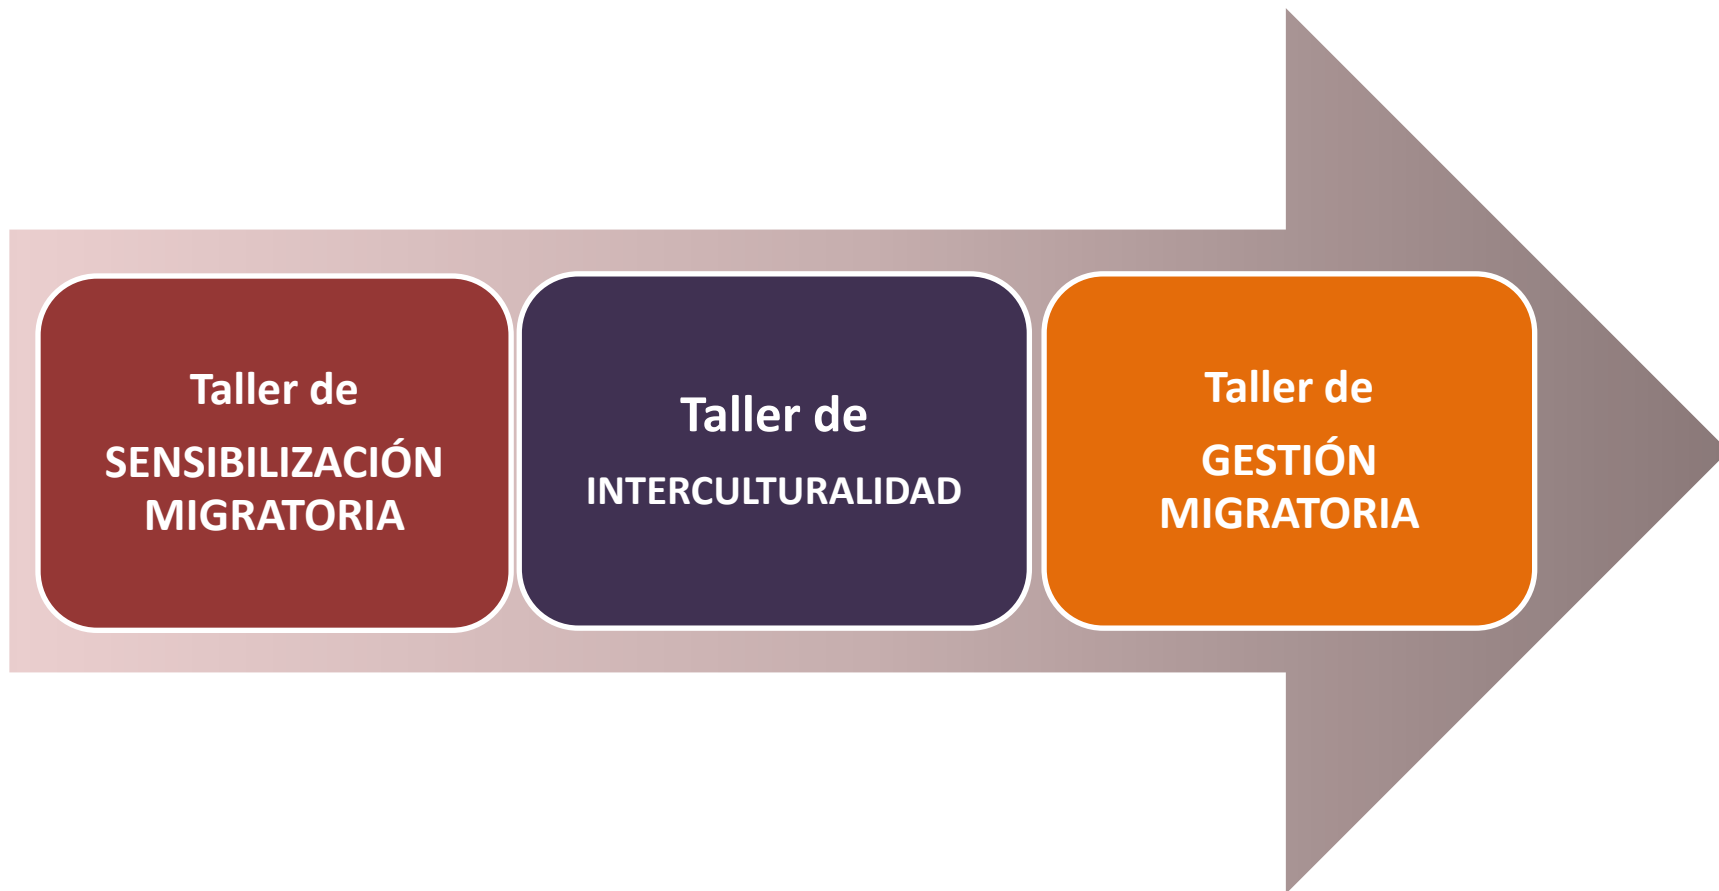 Taller de
SENSIBILIZACIÓN
MIGRATORIA
Taller de
INTERCULTURALIDAD
Taller de
GESTIÓN
MIGRATORIA